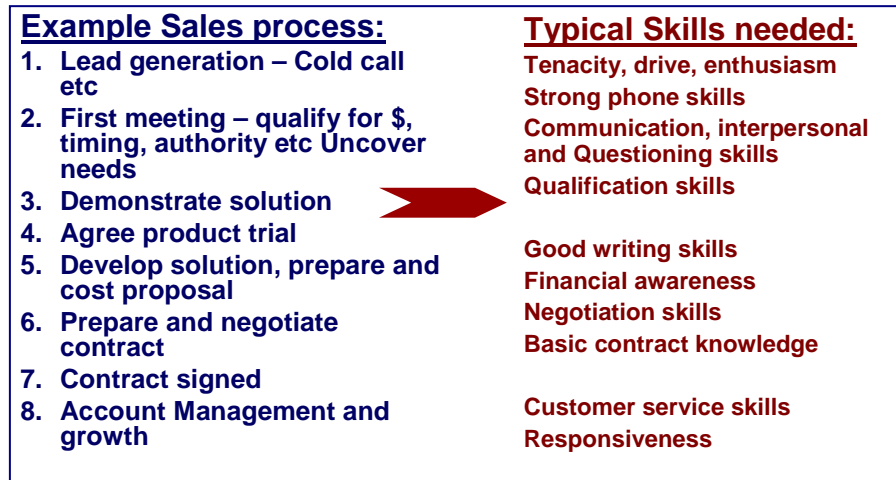 Example Sales process:
1. Lead generation – Cold call
etc
2. First meeting – qualify for $,
timing, authority etc Uncover
needs
3. Demonstrate solution
4. Agree product trial
5. Develop solution, prepare and
cost proposal
6. Prepare and negotiate
contract
7. Contract signed
8. Account Management and
growth
Typical Skills needed:
Tenacity, drive, enthusiasm
Strong phone skills
Communication, interpersonal
and Questioning skills
Qualification skills
Good writing skills
Financial awareness
Negotiation skills
Basic contract knowledge
Customer service skills
Responsiveness